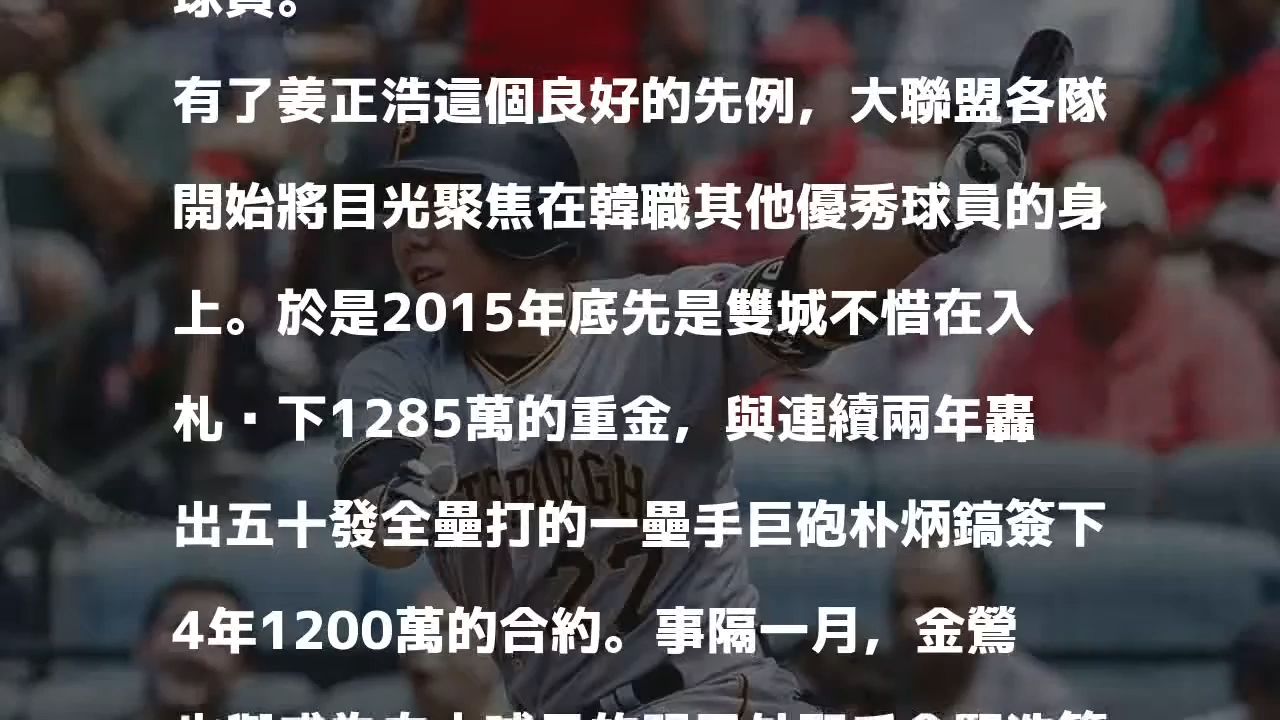 球員。
有了姜正浩這個良好的先例，大聯盟各隊
開始將目光聚焦在韓職其他優秀球員的身
上。於是2015年底先是雙城不惜在入
札·下1285萬的重金，與連續兩年轟
出五十發全壘打的一壘手巨砲朴炳鎬簽下
4年1200萬的合約。事隔一月，金鶯
P
27